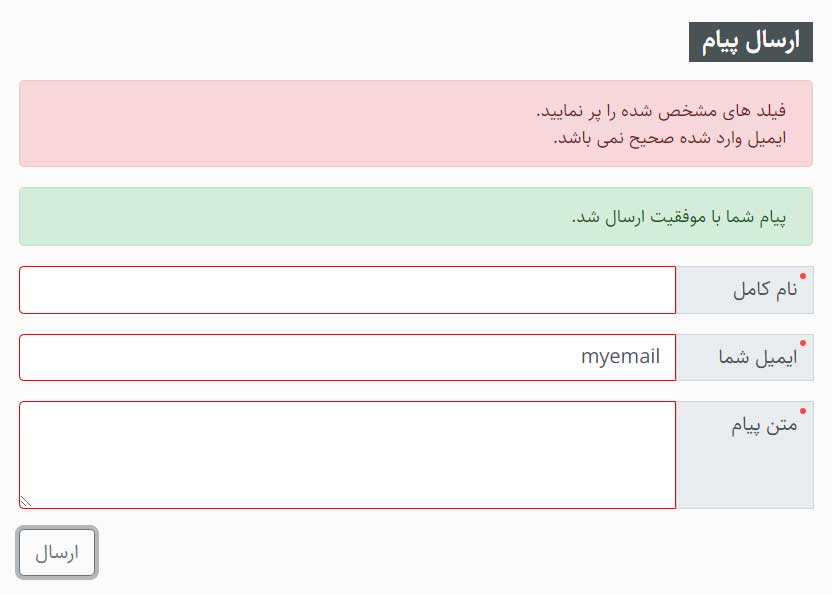 ارسال پیام
فیلد های مشخص شده را پر نمایید.
ایمیل وارد شده صحیح نمی باشد.
پیام شما با موفقیت ارسال شد.
نام کامل
ایمیل شما
myemail
متن پیام
ارسال